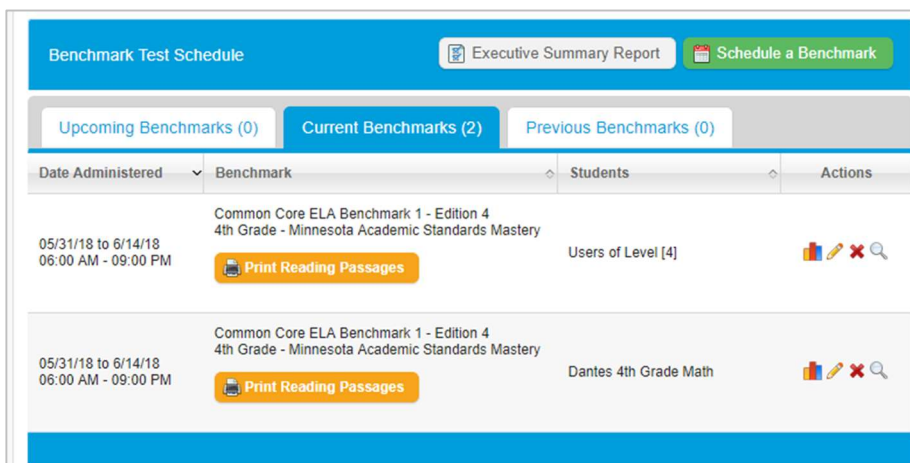 Benchmark Test Schedule
Executive Summary Report
Schedule a Benchmark
Upcoming Benchmarks (0)
Current Benchmarks (2)
Previous Benchmarks (0)
Date Administered
Benchmark
Students
Actions
05/31/18 to 6/14/18
06:00 AM - 09:00 PM
Common Core ELA Benchmark 1 - Edition 4
4th Grade - Minnesota Academic Standards Mastery
Print Reading Passages
Users of Level [4]
05/31/18 to 6/14/18
06:00 AM - 09:00 PM
Common Core ELA Benchmark 1 - Edition 4
4th Grade - Minnesota Academic Standards Mastery
Print Reading Passages
Dantes 4th Grade Math